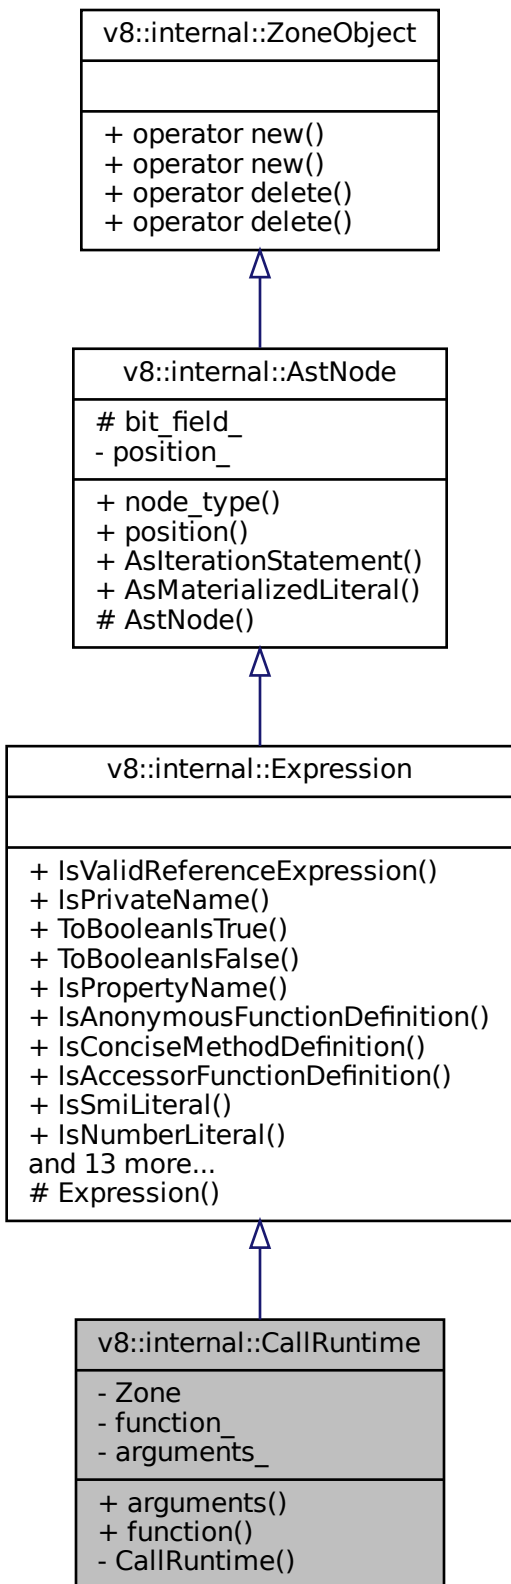 v8::internal::ZoneObject
+ operator new()
+ operator new()
+ operator delete()
+ operator delete()
v8::internal::AstNode
# bit_field_
- position_
+ node_type()
+ position()
+ AsIterationStatement()
+ AsMaterializedLiteral()
# AstNode()
v8::internal::Expression
+ IsValidReferenceExpression()
+ IsPrivateName()
+ ToBooleanIsTrue()
+ ToBooleanIsFalse()
+ IsPropertyName()
+ IsAnonymousFunctionDefinition()
+ IsConciseMethodDefinition()
+ IsAccessorFunctionDefinition()
+ IsSmiLiteral()
+ IsNumberLiteral()
and 13 more...
# Expression()
v8::internal::CallRuntime
- Zone
- function_
- arguments_
+ arguments()
+ function()
- CallRuntime()